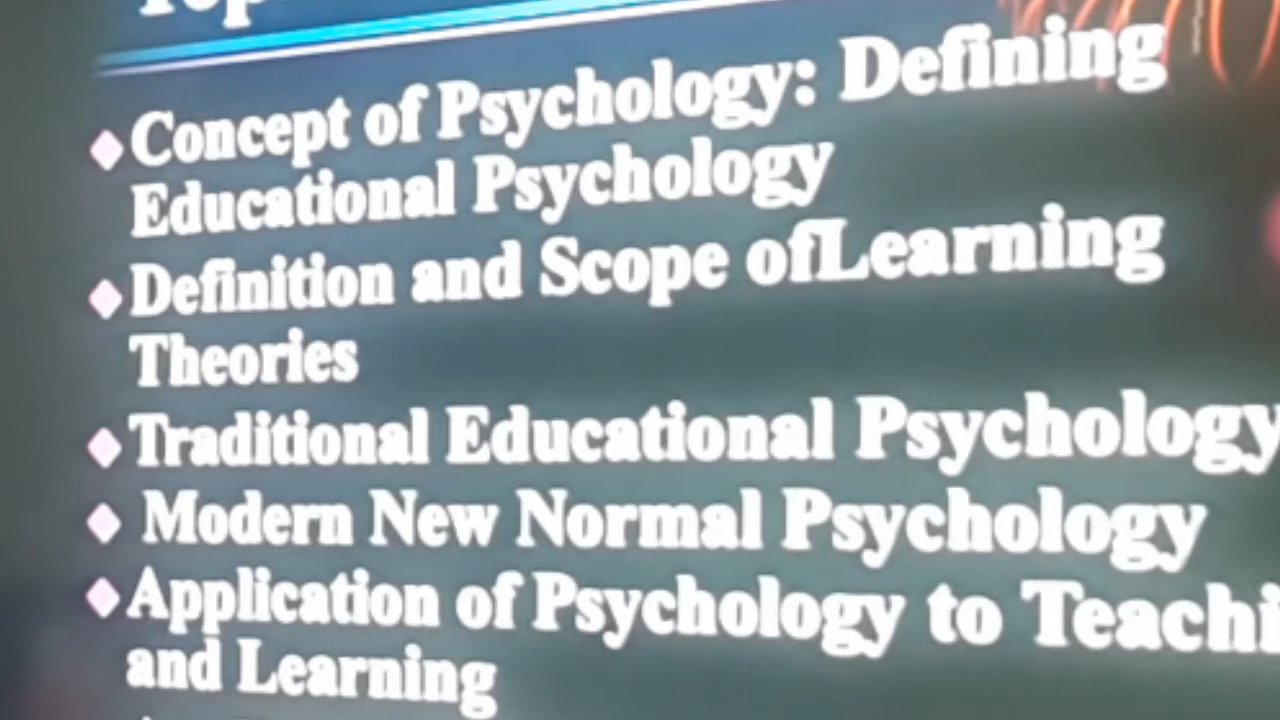 Concept of Psychology: Defining
Educational Psychology
Definition and Scope ofLearning
Theories
Traditional Educational Psychology
Modern New Normal Psychology
Application of Psychology to
and Learning